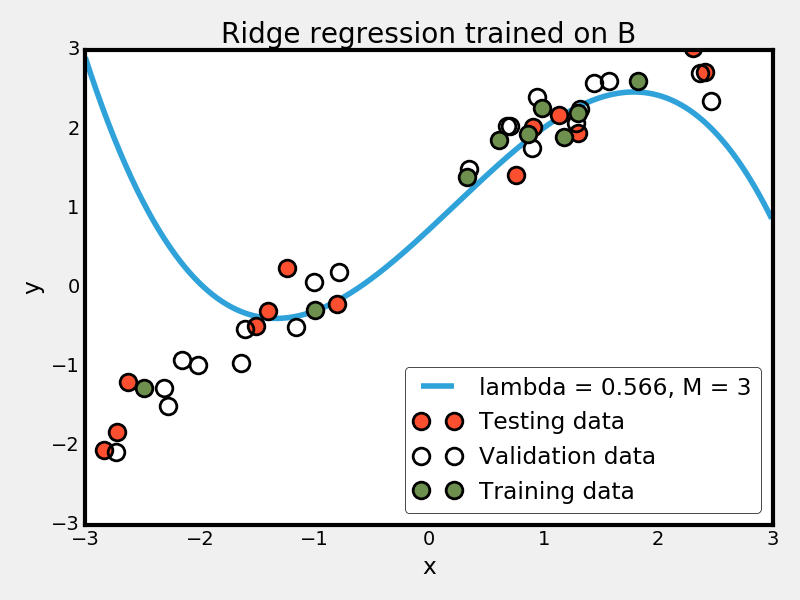 Ridge regression trained on B
3
2
1
0
−1
−2
−3
y
lambda = 0.566, M = 3
Testing data
Validation data
Training data
−3 −2 −1 0 1 2 3
x